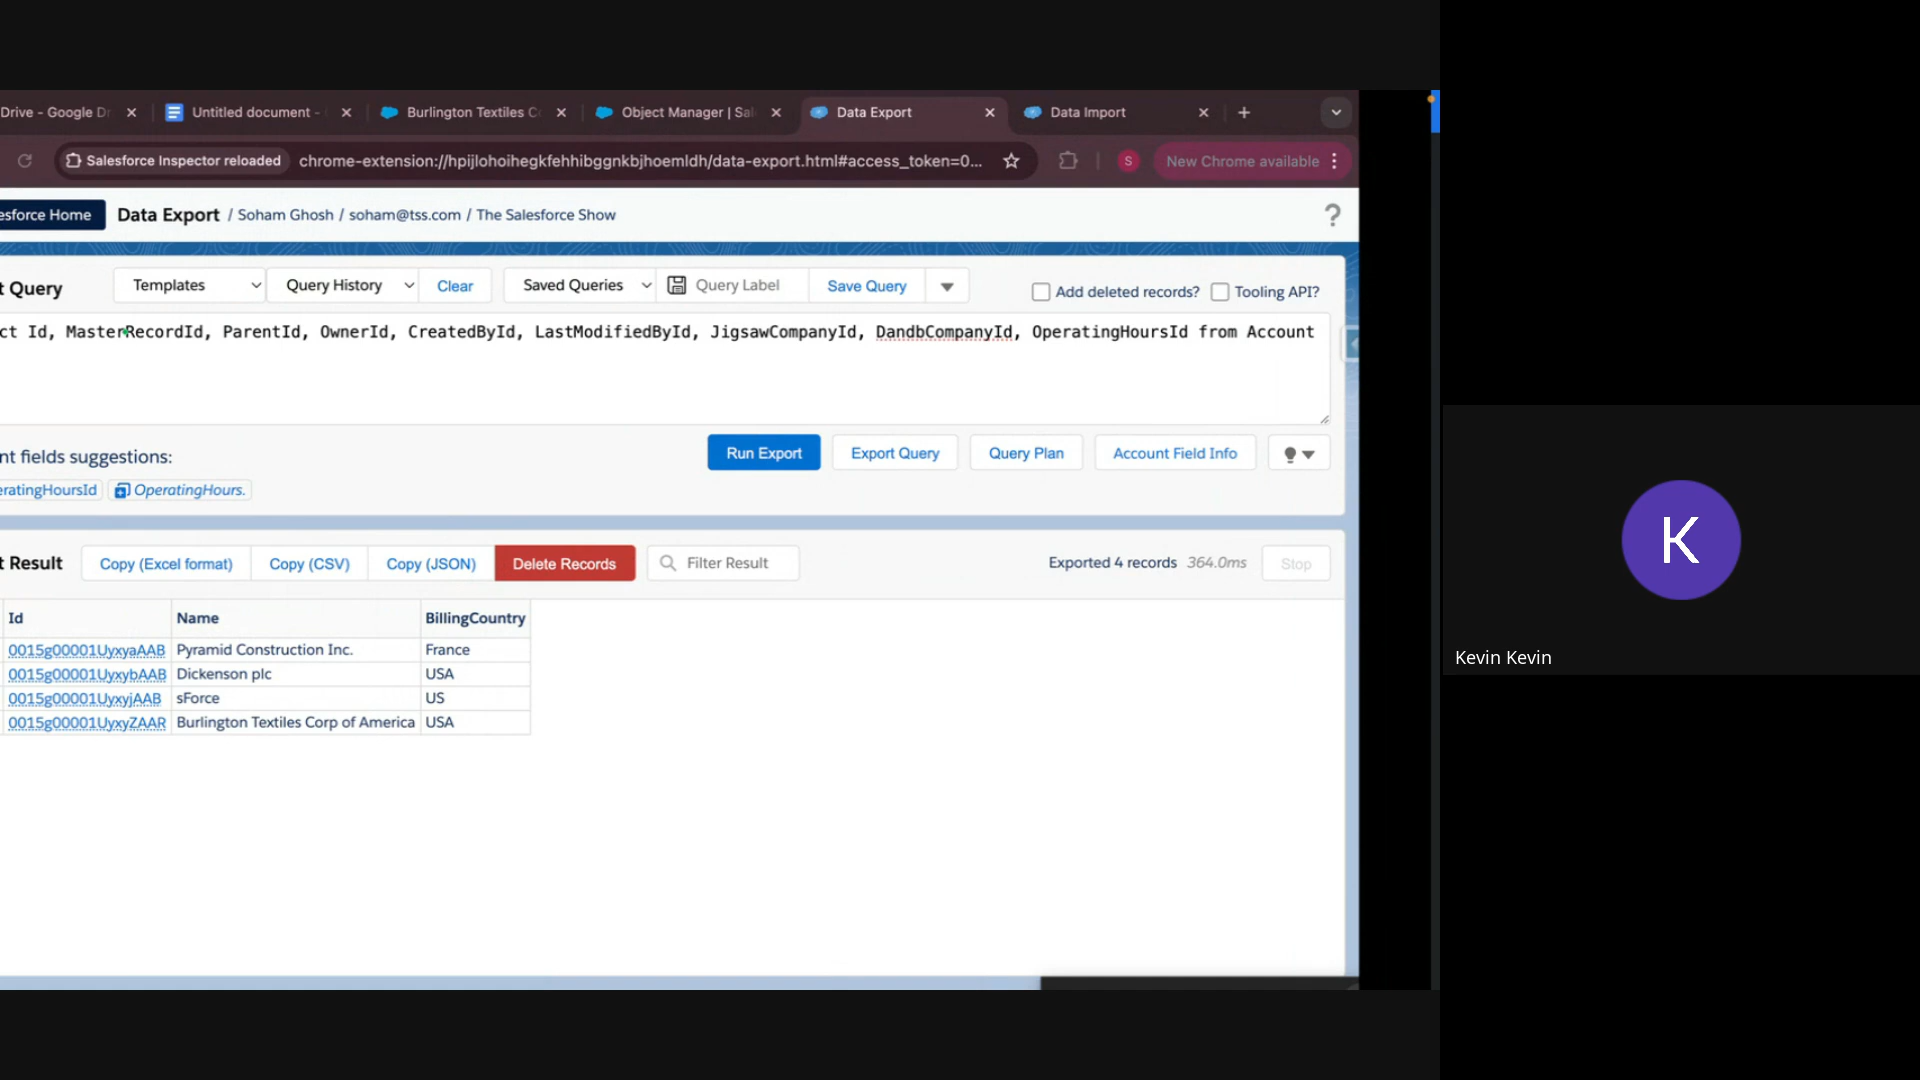 Drive - Google Dr
Untitled document -
Burlington Textiles Co
Object Manager | Sal
Data Export
Data Import
Salesforce Inspector reloaded
chrome-extension://hpijlohoihegkfehhibggnkbjhoemldh/data-export.html#access_token=0...
S
New Chrome available
esforce Home
Data Export / Soham Ghosh / soham@tss.com / The Salesforce Show
?
t Query
Templates
Query History
Clear
Saved Queries
Query Label
Save Query
Add deleted records?
Tooling API?
ct Id, MasterRecordId, ParentId, OwnerId, CreatedById, LastModifiedById, JigsawCompanyId, DandbCompanyId, OperatingHoursId from Account
nt fields suggestions:
Run Export
Export Query
Query Plan
Account Field Info
eratingHoursId
OperatingHours.
t Result
Copy (Excel format)
Copy (CSV)
Copy (JSON)
Delete Records
Filter Result
Exported 4 records 364.0ms
Stop
Id Name BillingCountry
0015g00001UyxyaAAB Pyramid Construction Inc. France
0015g00001UyxybAAB Dickenson plc USA
0015g00001UyxyjAAB sForce US
0015g00001UyxyZAAR Burlington Textiles Corp of America USA
K
Kevin Kevin